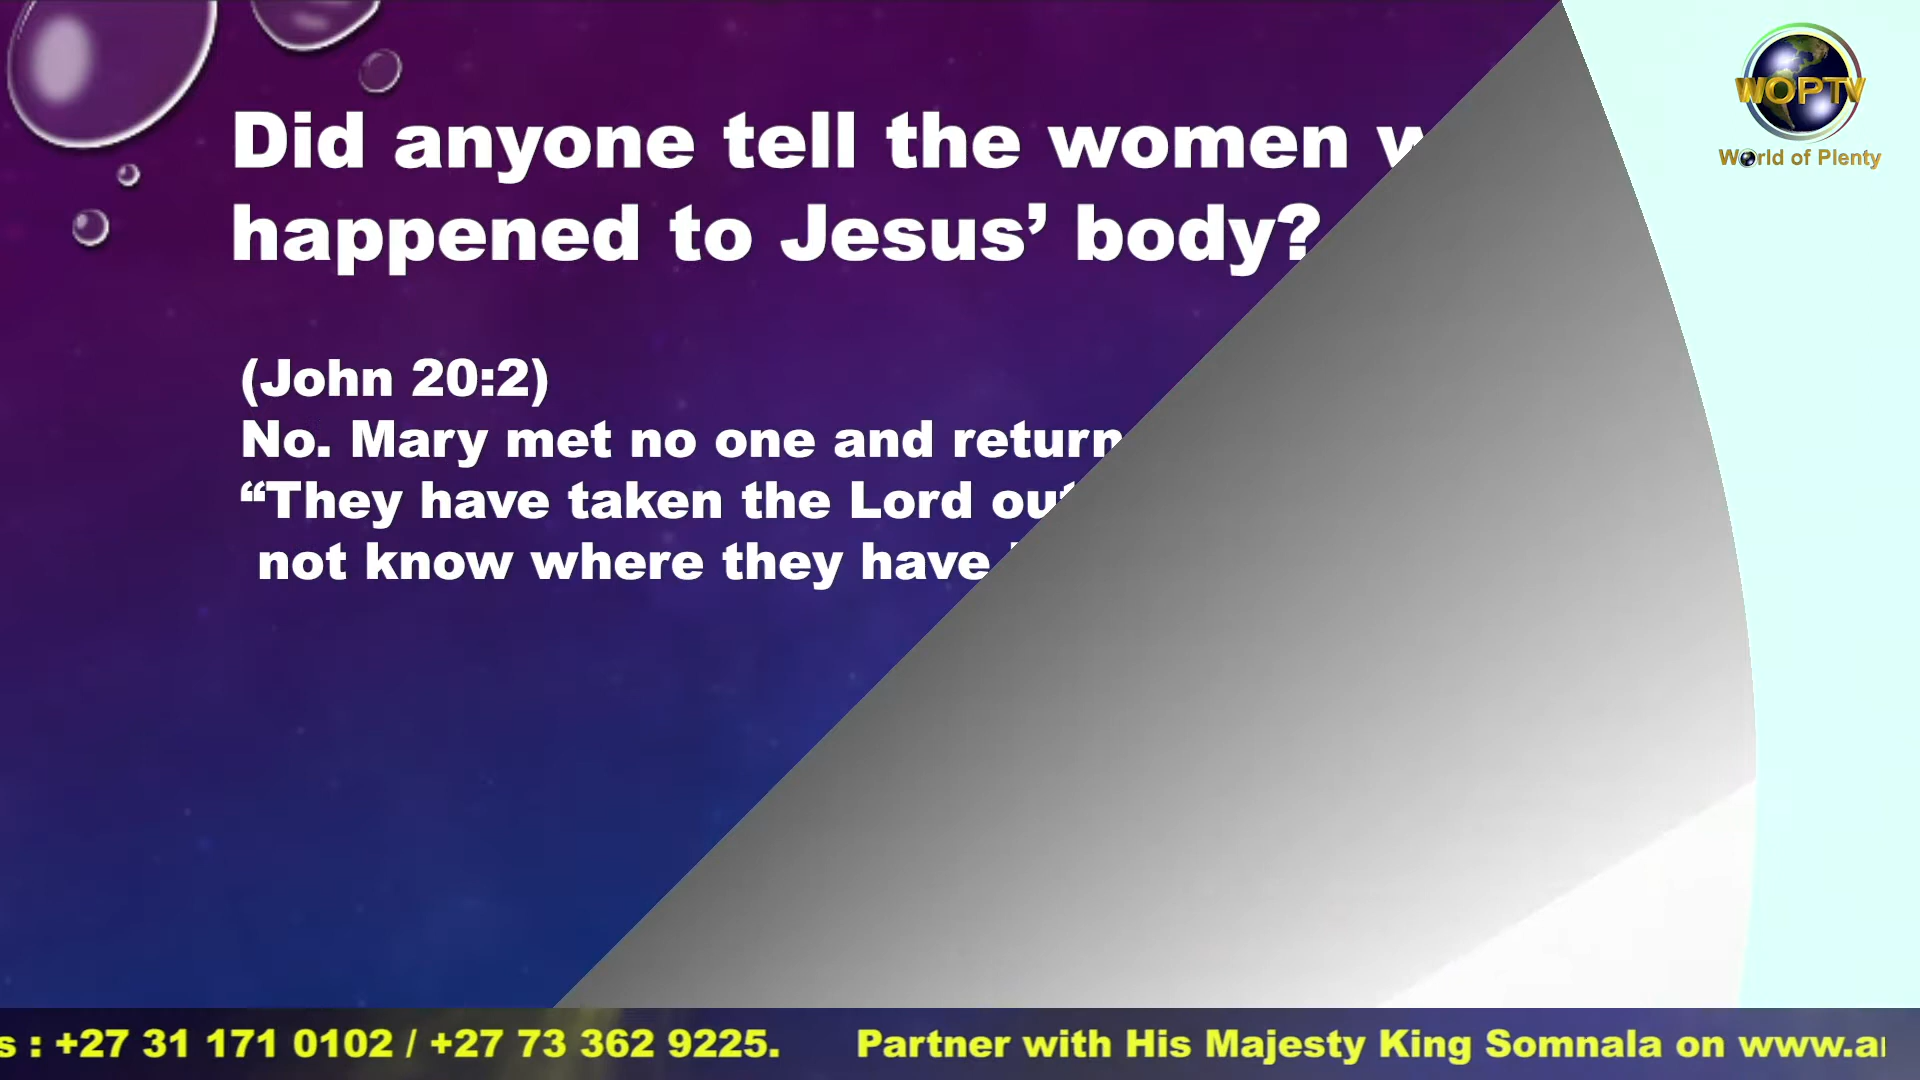 Did anyone tell the women
happened to Jesus’ body?
WOPTV
World of Plenty
(John 20:2)
No. Mary met no one and return
“They have taken the Lord out
not know where they have
s : +27 31 171 0102 / +27 73 362 9225. Partner with His Majesty King Somnala on www.a